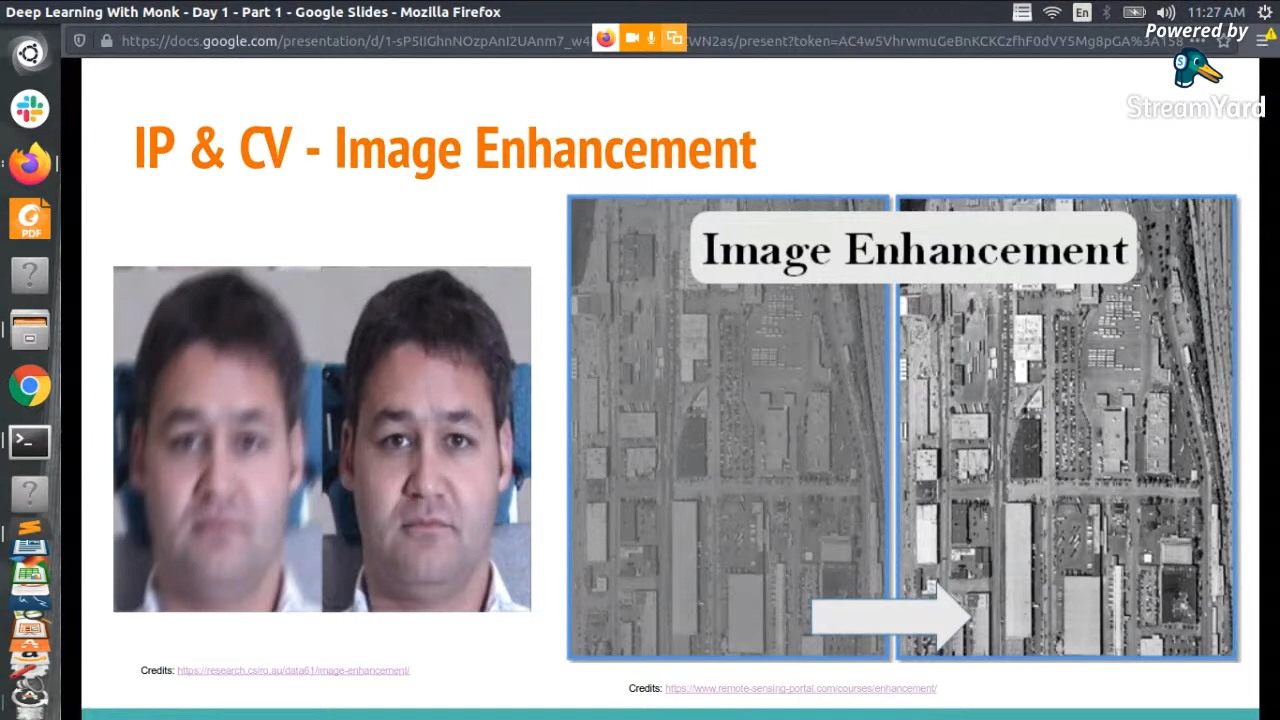 Deep Learning With Monk - Day 1 - Part 1 - Google Slides - Mozilla Firefox
En
11:27 AM
Powered by
StreamYard
IP & CV - Image Enhancement
Image Enhancement
PDF
Credits: https://research.csiro.au/data61/image-enhancement/
Credits: https://www.remote-sensing-portal.com/courses/enhancement/